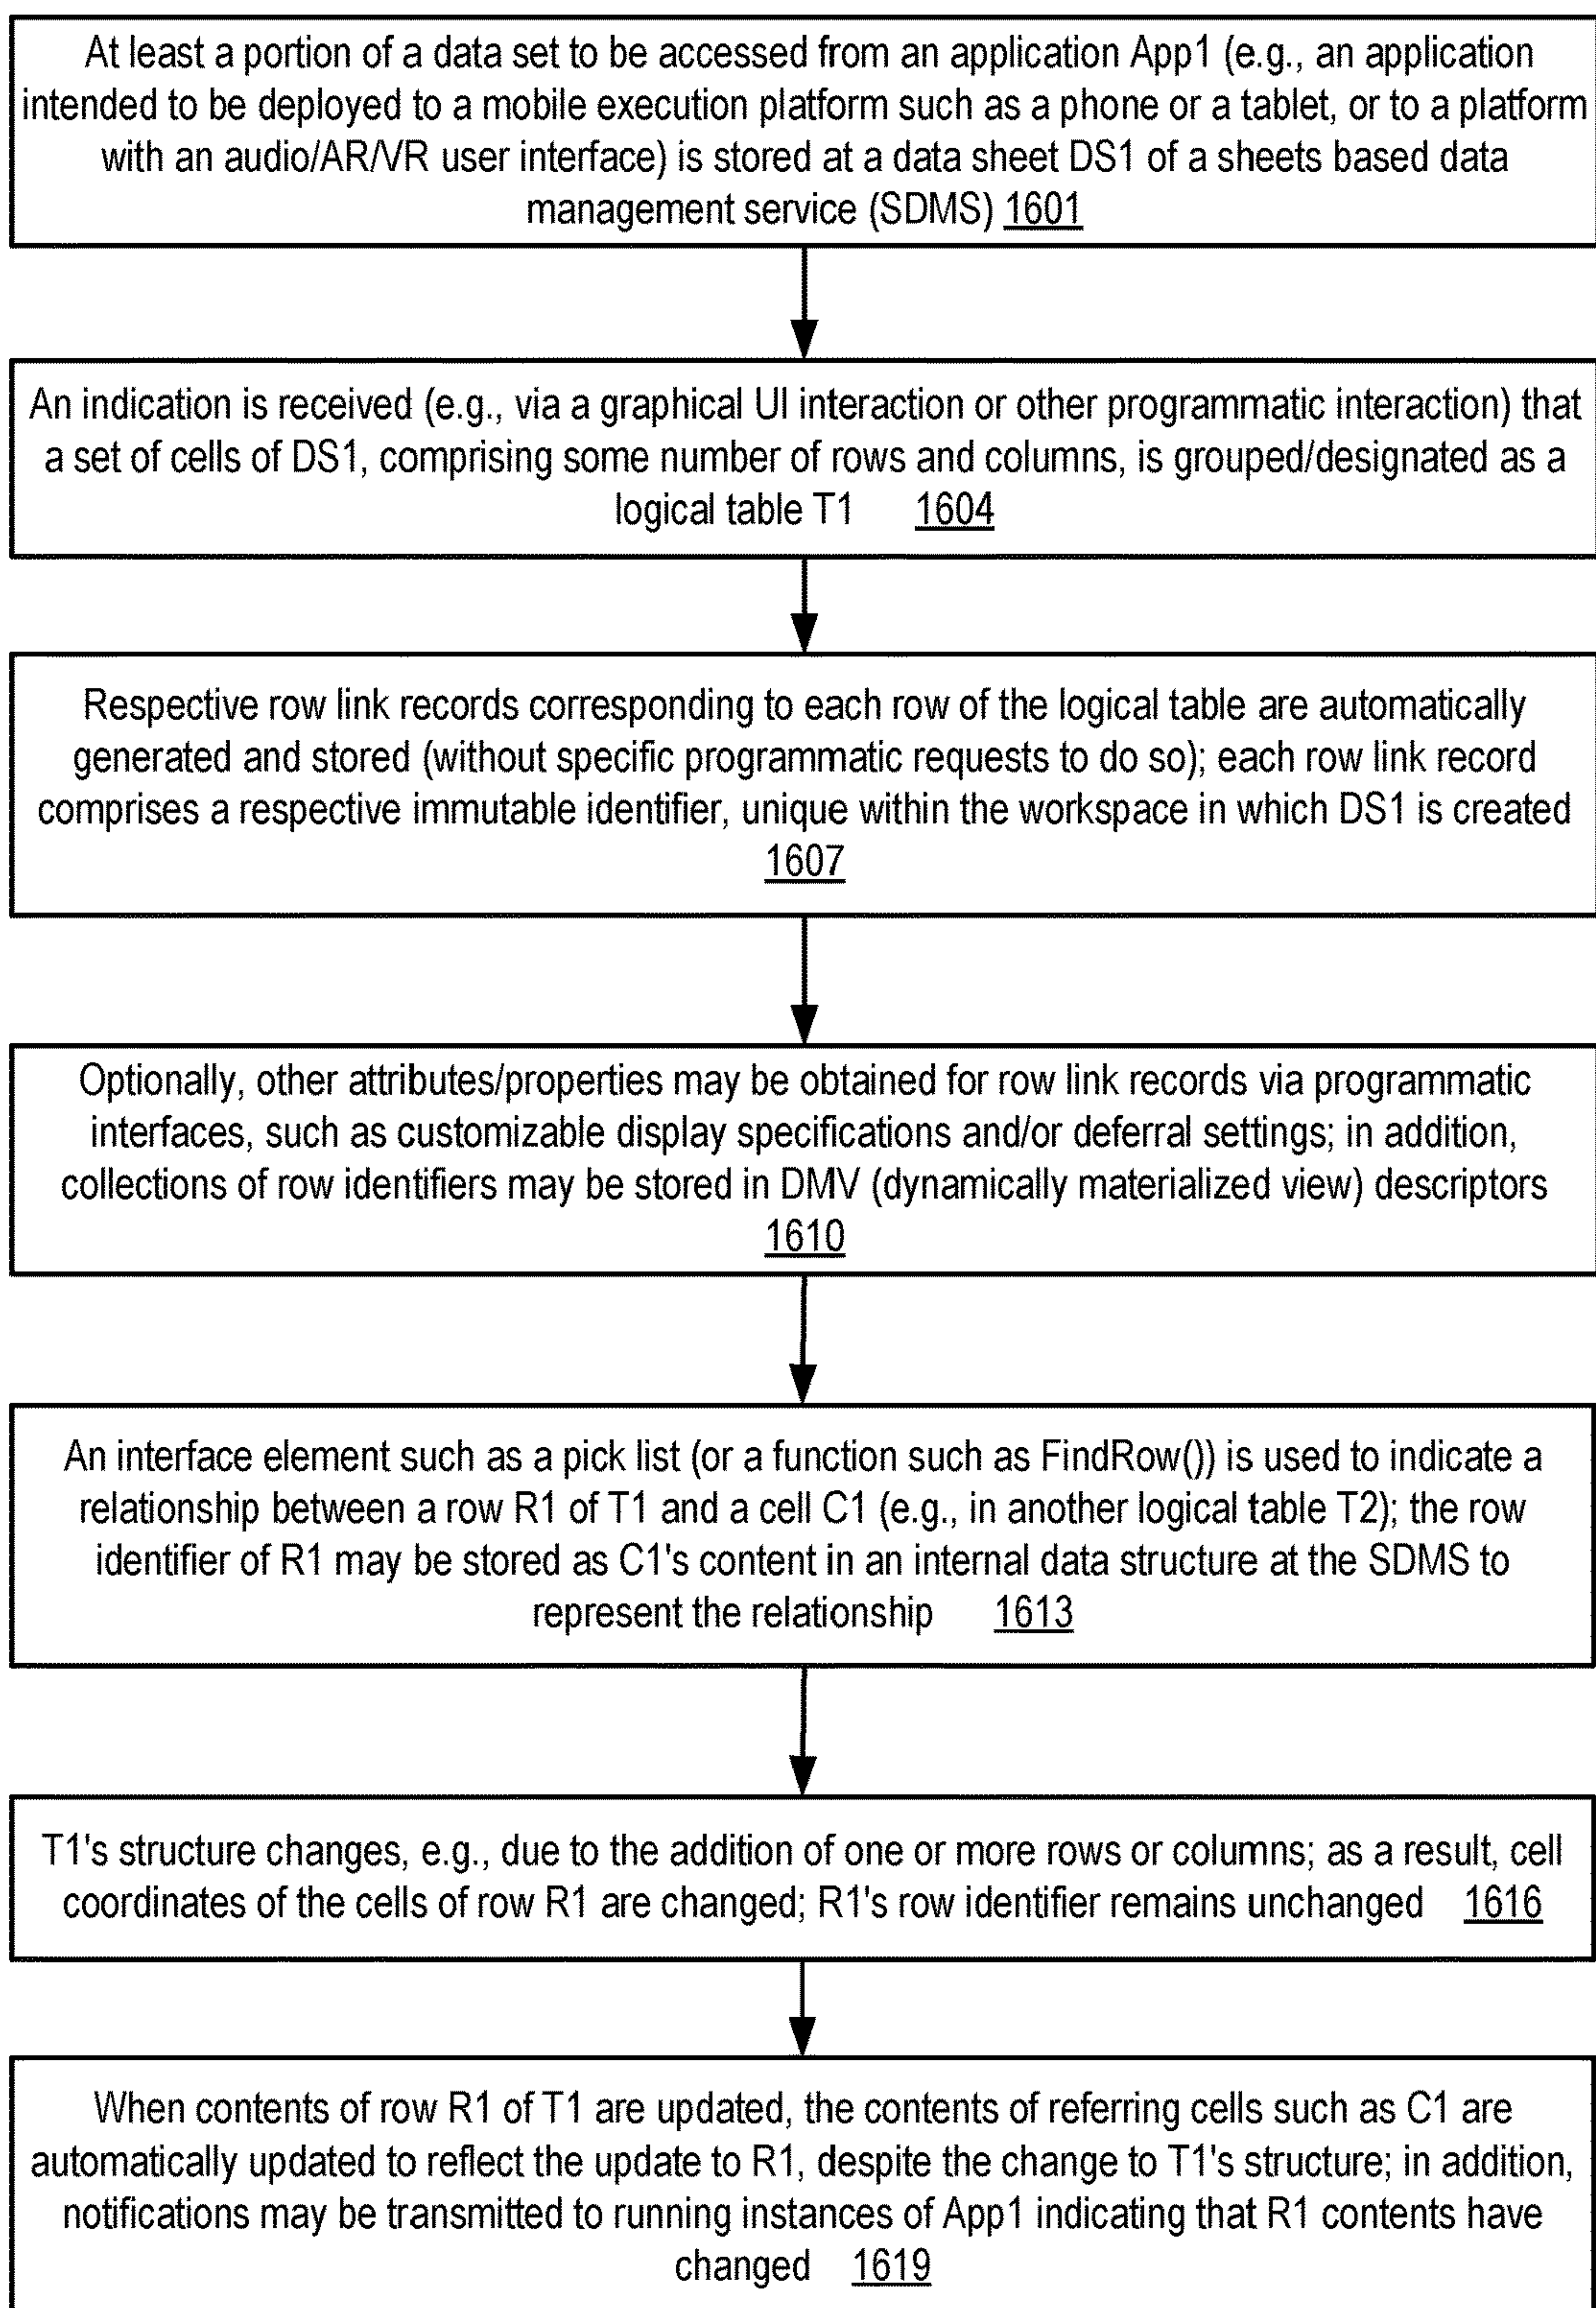 At least a portion of a data set to be accessed from an application App1 (e.g., an application
intended to be deployed to a mobile execution platform such as a phone or a tablet, or to a platform
with an audio/AR/VR user interface) is stored at a data sheet DS1 of a sheets based data
management service (SDMS) 1601
An indication is received (e.g., via a graphical UI interaction or other programmatic interaction) that
a set of cells of DS1, comprising some number of rows and columns, is grouped/designated as a
logical table T1 1604
Respective row link records corresponding to each row of the logical table are automatically
generated and stored (without specific programmatic requests to do so); each row link record
comprises a respective immutable identifier, unique within the workspace in which DS1 is created
1607
Optionally, other attributes/properties may be obtained for row link records via programmatic
interfaces, such as customizable display specifications and/or deferral settings; in addition,
collections of row identifiers may be stored in DMV (dynamically materialized view) descriptors
1610
An interface element such as a pick list (or a function such as FindRow()) is used to indicate a
relationship between a row R1 of T1 and a cell C1 (e.g., in another logical table T2); the row
identifier of R1 may be stored as C1's content in an internal data structure at the SDMS to
represent the relationship 1613
T1's structure changes, e.g., due to the addition of one or more rows or columns; as a result, cell
coordinates of the cells of row R1 are changed; R1's row identifier remains unchanged 1616
When contents of row R1 of T1 are updated, the contents of referring cells such as C1 are
automatically updated to reflect the update to R1, despite the change to T1's structure; in addition,
notifications may be transmitted to running instances of App1 indicating that R1 contents have
changed 1619